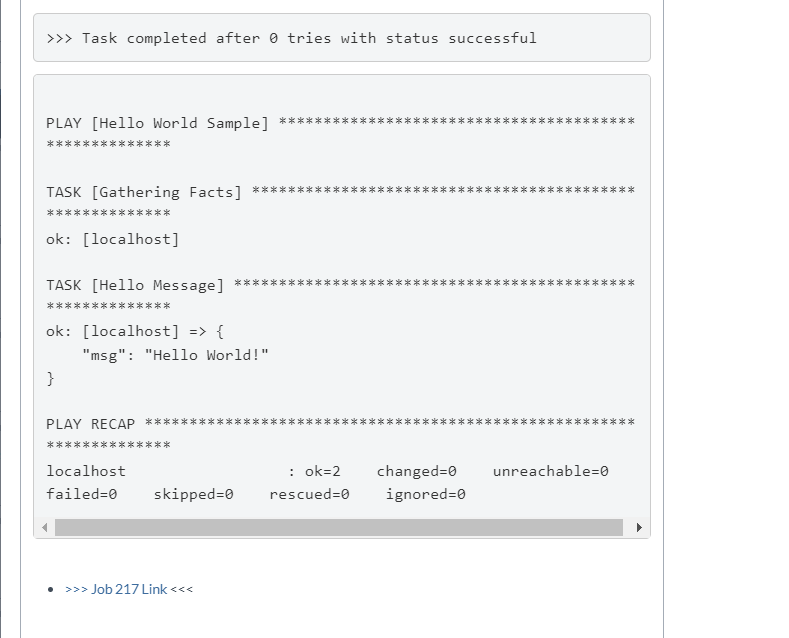 >>> Task completed after 0 tries with status successful
PLAY [Hello World Sample] ****************************************
**************
TASK [Gathering Facts] *******************************************
**************
ok: [localhost]
TASK [Hello Message] *********************************************
**************
ok: [localhost] => {
    "msg": "Hello World!"
}
PLAY RECAP *******************************************************
**************
localhost                  : ok=2    changed=0    unreachable=0
failed=0    skipped=0    rescued=0    ignored=0
• >>> Job 217 Link <<<